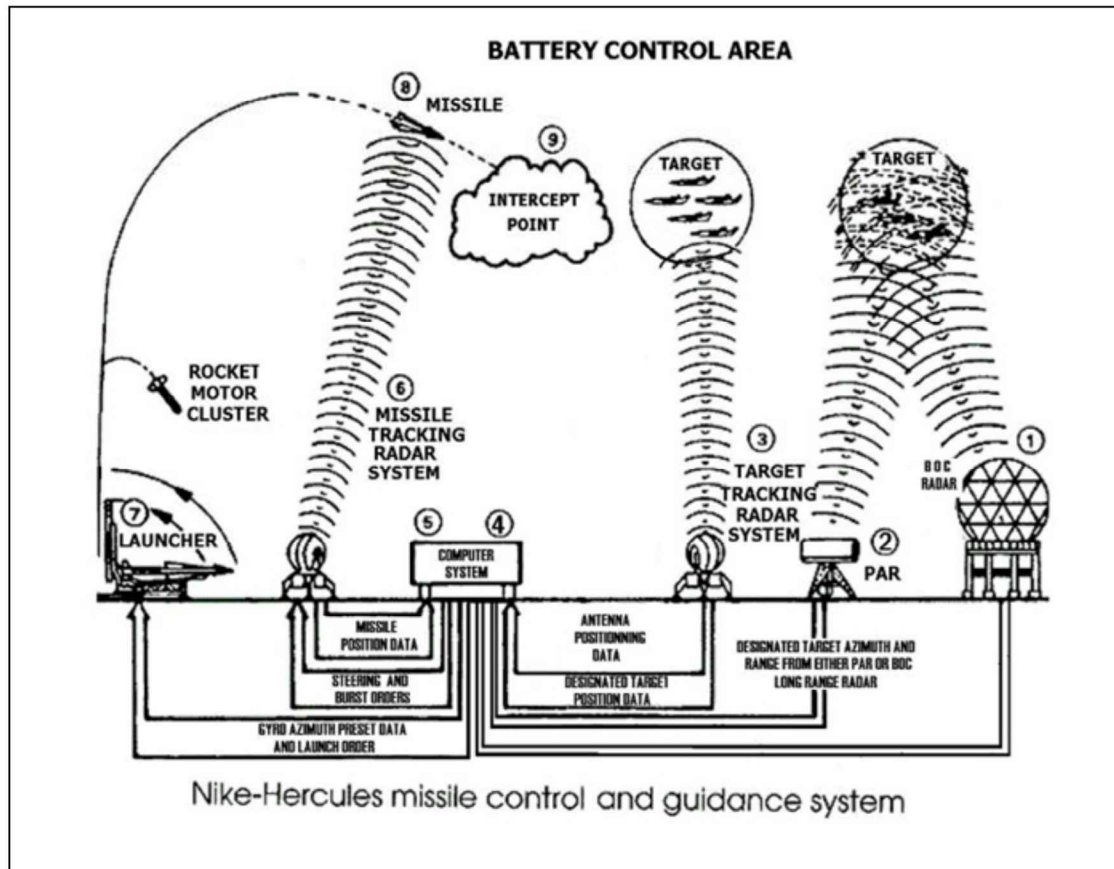 BATTERY CONTROL AREA
8
MISSILE
9
INTERCEPT
POINT
TARGET
TARGET
ROCKET
MOTOR
CLUSTER
6
MISSILE
TRACKING
RADAR
SYSTEM
3
TARGET
TRACKING
RADAR
SYSTEM
1
BOC
RADAR
7
LAUNCHER
5
4
COMPUTER
SYSTEM
2
PAR
MISSILE
POSITION DATA
STEERING AND
BURST ORDERS
GYRO AZIMUTH PRESET DATA
AND LAUNCH ORDER
ANTENNA
POSITIONNING
DATA
DESIGNATED TARGET
POSITION DATA
DESIGNATED TARGET AZIMUTH AND
RANGE FROM EITHER PAR OR BOC
LONG RANGE RADAR
Nike-Hercules missile control and guidance system